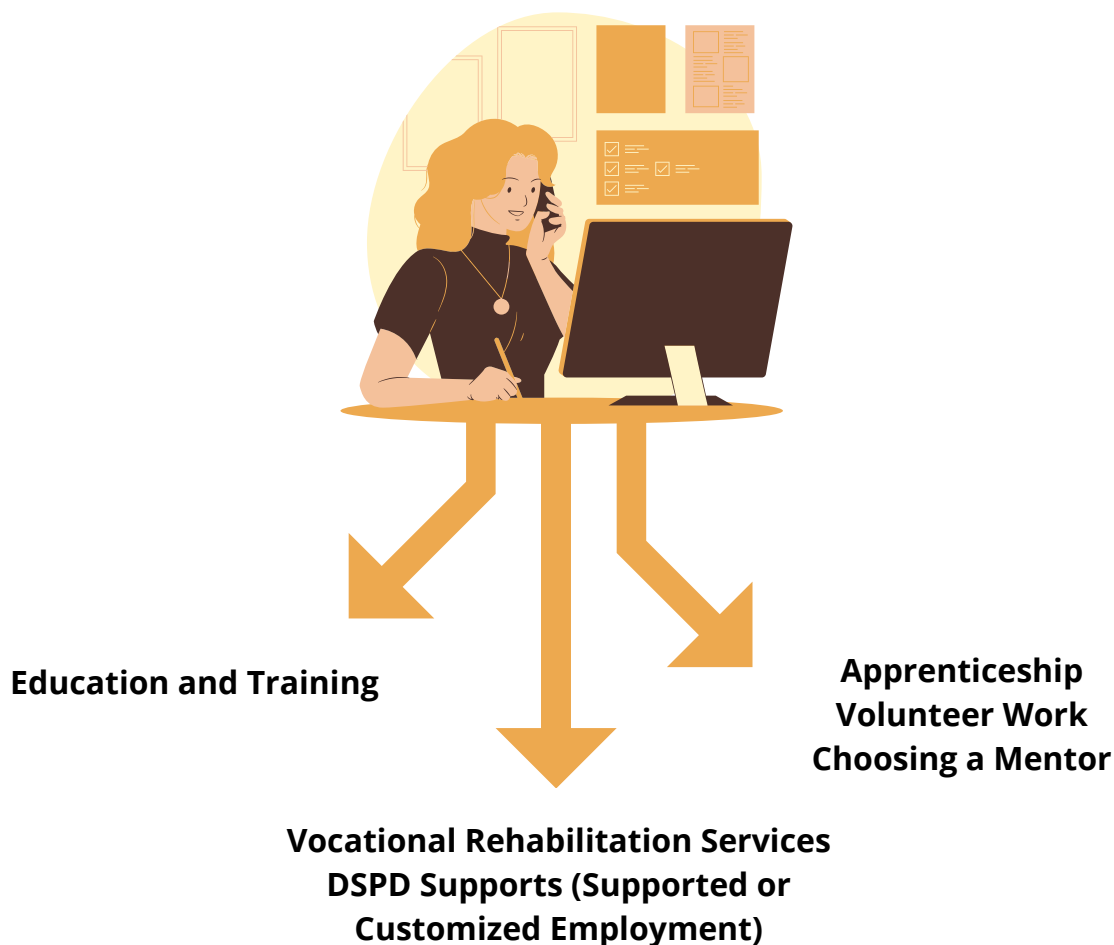 Education and Training
Apprenticeship
Volunteer Work
Choosing a Mentor
Vocational Rehabilitation Services
DSPD Supports (Supported or
Customized Employment)